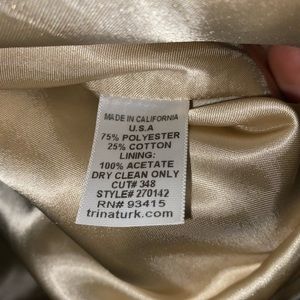 MADE IN CALIFORNIA
U.S.A
75% POLYESTER
25% COTTON
LINING:
100% ACETATE
DRY CLEAN ONLY
CUT# 348
STYLE# 270142
RN# 93415
trinaturk.com